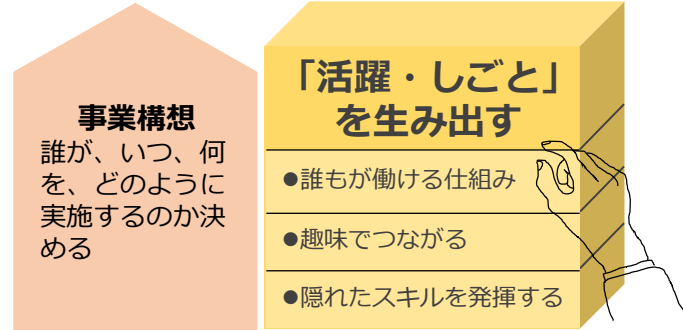 事業構想
誰が、いつ、何
を、どのように
実施するのか決
める
「活躍・しごと」
を生み出す
●誰もが働ける仕組み
●趣味でつながる
●隠れたスキルを発揮する